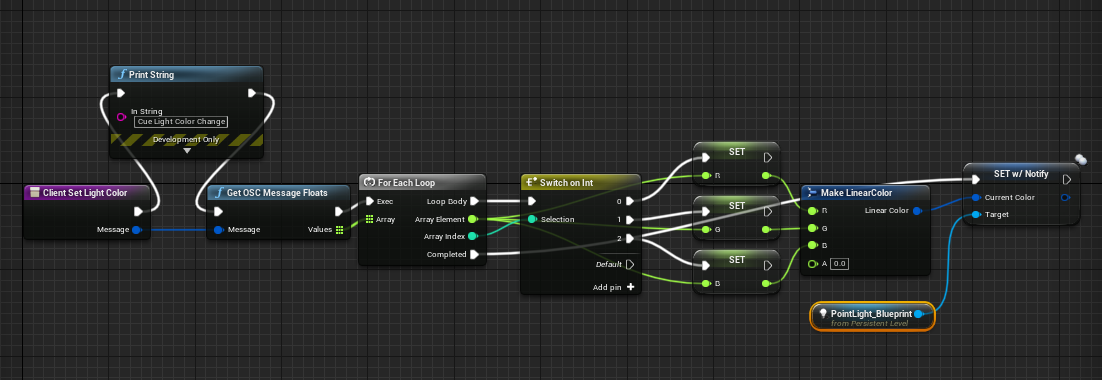 Print String
In String
Cue Light Color Change
Development Only
Client Set Light Color
Message
Get OSC Message Floats
Message
Values
For Each Loop
Exec
Loop Body
Array
Array Element
Array Index
Completed
Switch on Int
0
Selection
1
2
Default
Add pin
SET
R
SET
G
SET
B
Make LinearColor
R
Linear Color
G
B
A
0.0
SET w/ Notify
Current Color
Target
PointLight_Blueprint
from Persistent Level